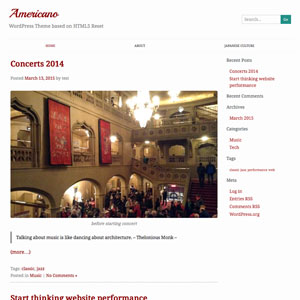 Americano
WordPress Theme based on HTML5 Reset
Go
HOME
ABOUT
JAPANESE CULTURE
Concerts 2014
Posted March 13, 2015 by test
before starting concert
Talking about music is like dancing about architecture. – Thelonious Monk –
(more…)
Tags: classic, Jazz
Posted in Music | No Comments »
Start thinking website performance
Recent Posts
Concerts 2014
Start thinking website
performance
Recent Comments
Archives
March 2015
Categories
Music
Tech
Tags
classic Jazz performance web
Meta
Log in
Entries RSS
Comments RSS
WordPress.org